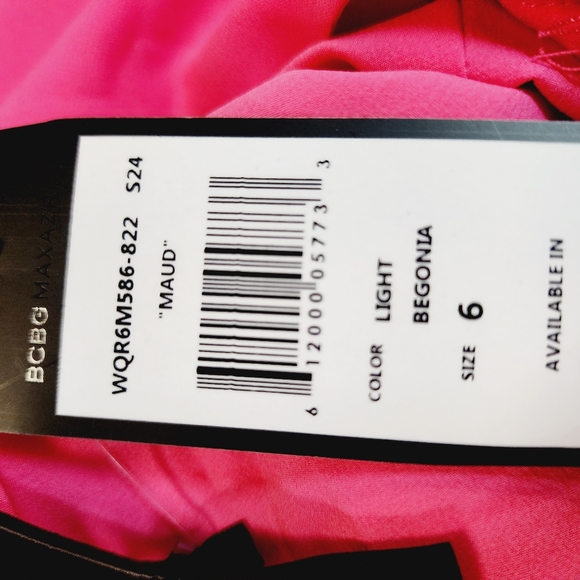 BCBG MAXAZRIA
WQR6M586-822 S24
"MAUD"
6 12000 05773 3
COLOR LIGHT
BEGONIA
SIZE 6
AVAILABLE IN